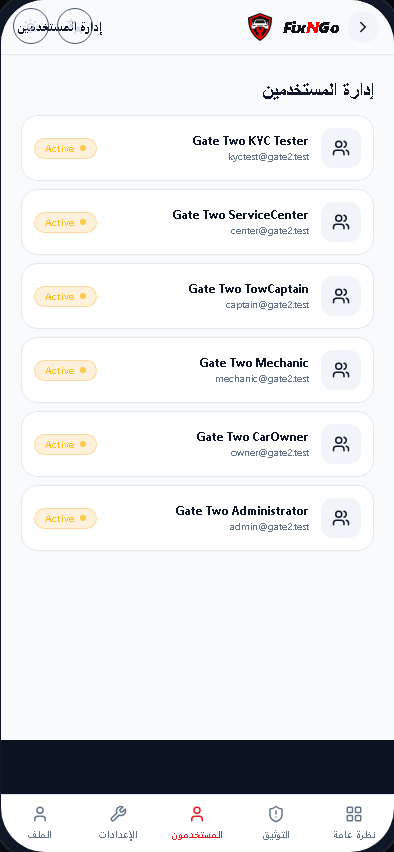 FixNGo
إدارة المستخدمين
إدارة المستخدمين
Gate Two KYC Tester
kyctest@gate2.test
Active
Gate Two ServiceCenter
center@gate2.test
Active
Gate Two TowCaptain
captain@gate2.test
Active
Gate Two Mechanic
mechanic@gate2.test
Active
Gate Two CarOwner
owner@gate2.test
Active
Gate Two Administrator
admin@gate2.test
Active
نظرة عامة
التوثيق
المستخدمون
الإعدادات
الملف